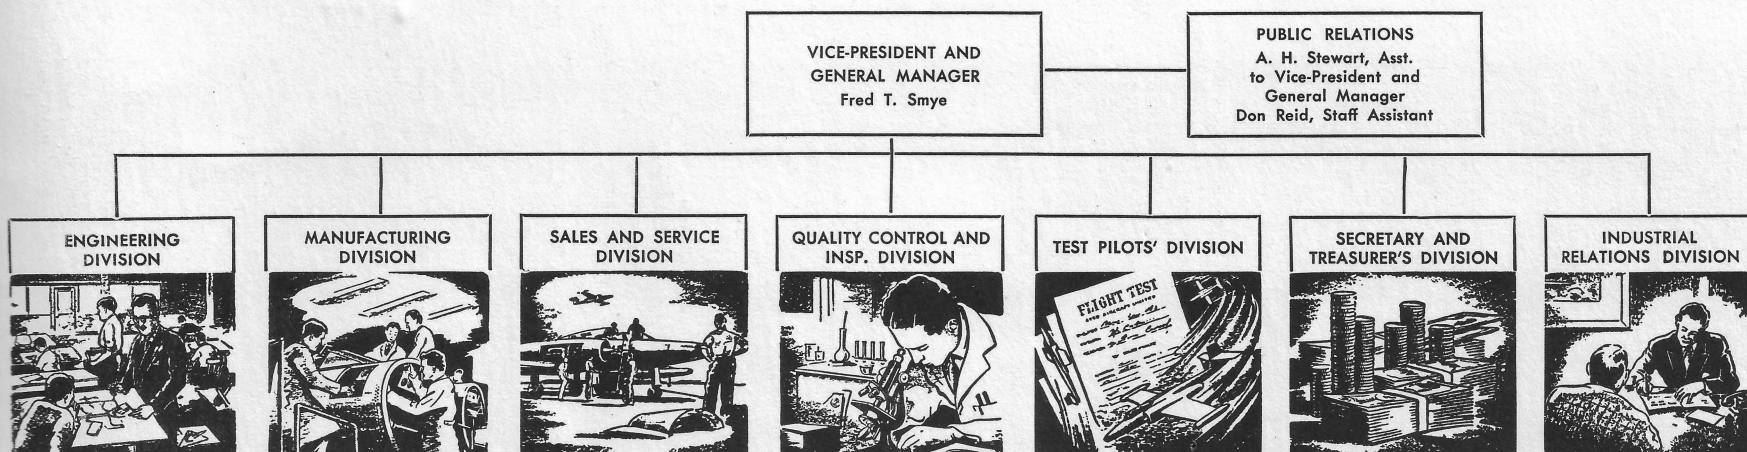 VICE-PRESIDENT AND
GENERAL MANAGER
Fred T. Smye
PUBLIC RELATIONS
A. H. Stewart, Asst.
to Vice-President and
General Manager
Don Reid, Staff Assistant
ENGINEERING
DIVISION
MANUFACTURING
DIVISION
SALES AND SERVICE
DIVISION
QUALITY CONTROL AND
INSP. DIVISION
TEST PILOTS' DIVISION
SECRETARY AND
TREASURER'S DIVISION
INDUSTRIAL
RELATIONS DIVISION
FLIGHT TEST
AIRCRAFT LIMITED